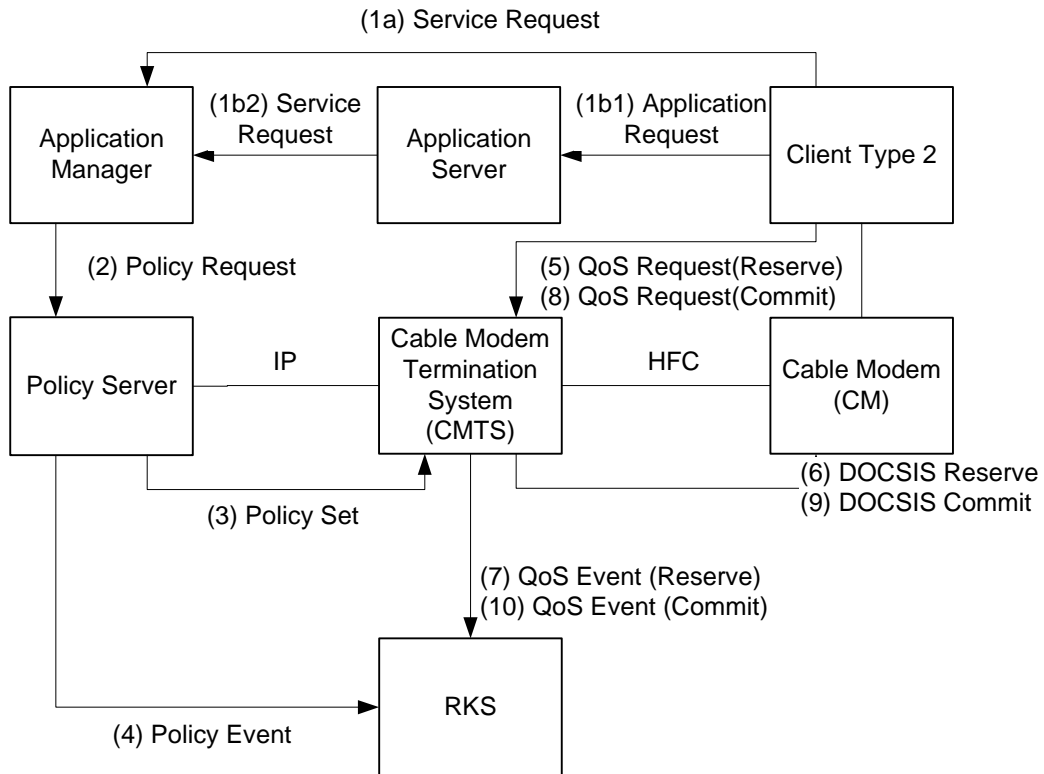 (1a) Service Request
Application
Manager
(1b2) Service
Request
Application
Server
(1b1) Application
Request
Client Type 2
(2) Policy Request
(5) QoS Request(Reserve)
(8) QoS Request(Commit)
Policy Server
IP
Cable Modem
Termination
System
(CMTS)
HFC
Cable Modem
(CM)
(3) Policy Set
(6) DOCSIS Reserve
(9) DOCSIS Commit
(7) QoS Event (Reserve)
(10) QoS Event (Commit)
RKS
(4) Policy Event